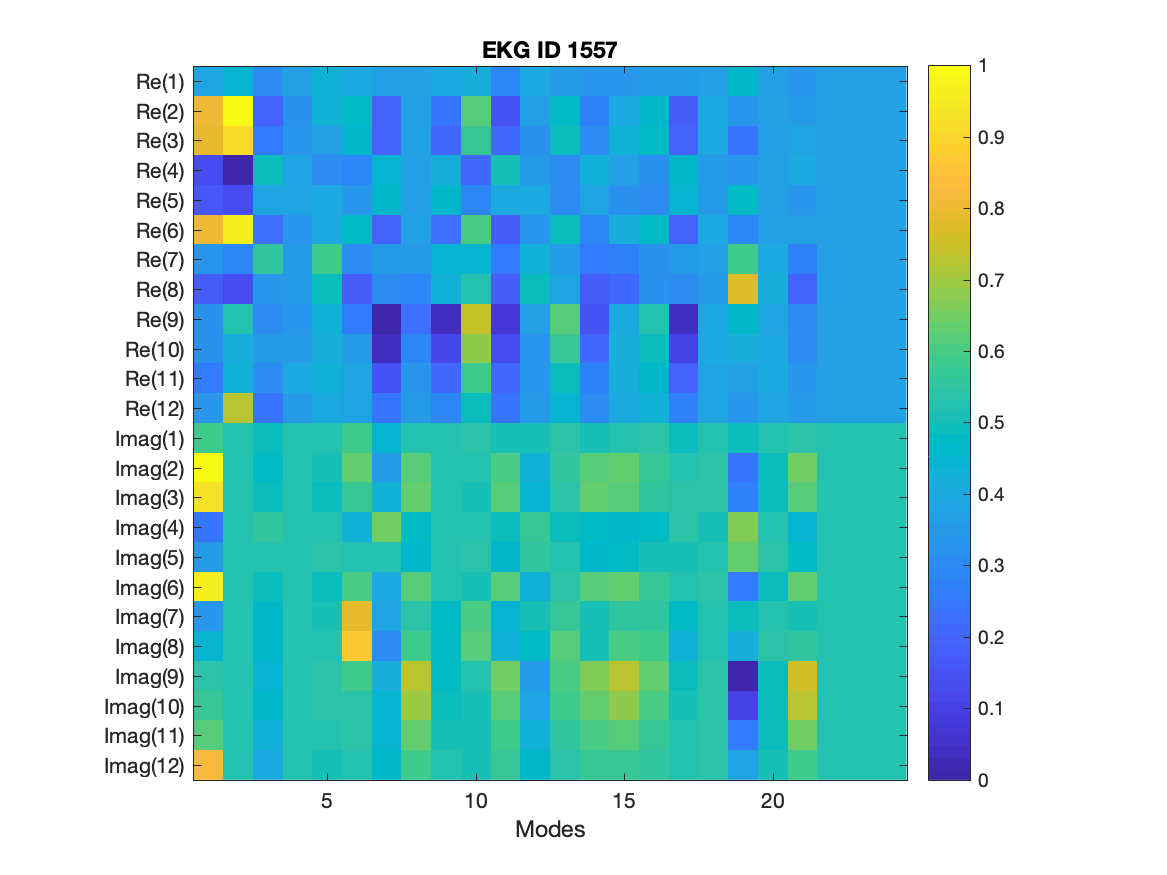 EKG ID 1557
Re(1)
Re(2)
Re(3)
Re(4)
Re(5)
Re(6)
Re(7)
Re(8)
Re(9)
Re(10)
Re(11)
Re(12)
Imag(1)
Imag(2)
Imag(3)
Imag(4)
Imag(5)
Imag(6)
Imag(7)
Imag(8)
Imag(9)
Imag(10)
Imag(11)
Imag(12)
5 10 15 20
Modes
1
0.9
0.8
0.7
0.6
0.5
0.4
0.3
0.2
0.1
0